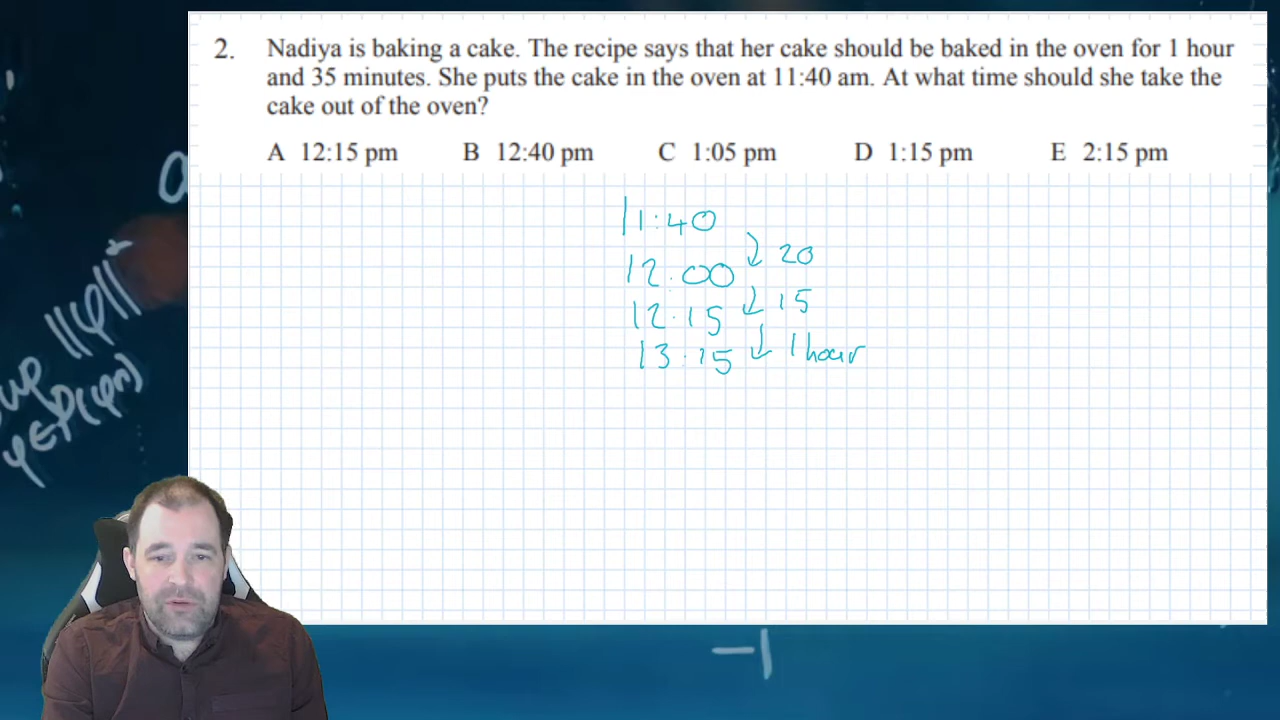 2. Nadiya is baking a cake. The recipe says that her cake should be baked in the oven for 1 hour
and 35 minutes. She puts the cake in the oven at 11:40 am. At what time should she take the
cake out of the oven?
A 12:15 pm B 12:40 pm C 1:05 pm D 1:15 pm E 2:15 pm
11:40
20
12:00
15
12:15
1 hour
13:15
||φ||
φεP(φⁿ)
-1